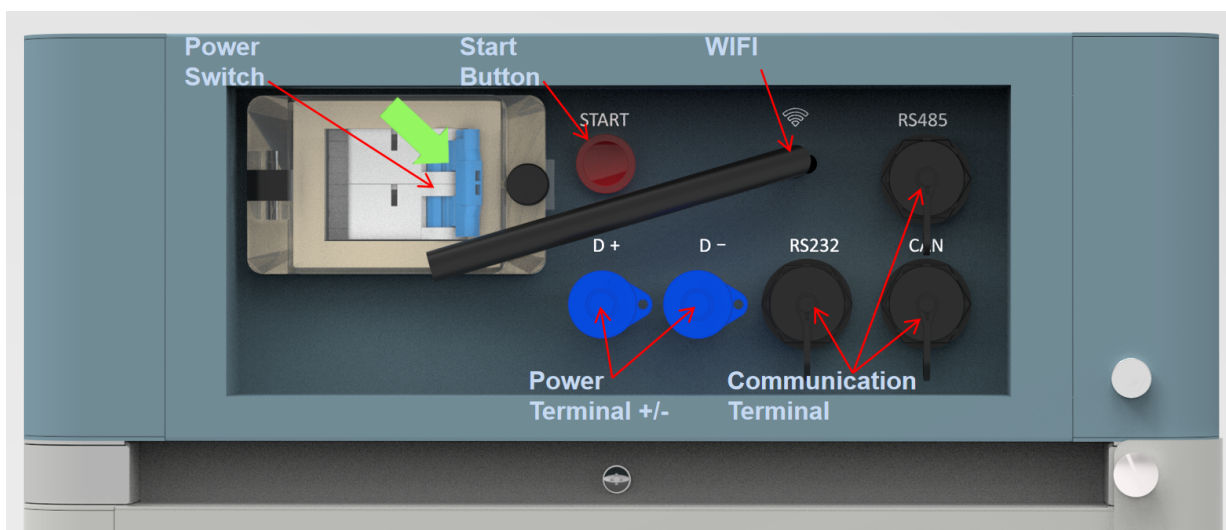 Power
Switch
Start
Button
WIFI
START
RS485
D +
D −
RS232
CAN
Power
Terminal +/-
Communication
Terminal